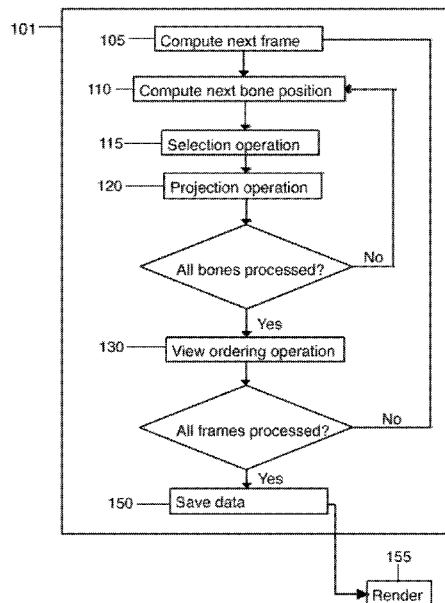 101
105 Compute next frame
110 Compute next bone position
115 Selection operation
120 Projection operation
All bones processed?
No
Yes
130 View ordering operation
All frames processed?
No
Yes
150 Save data
155
Render